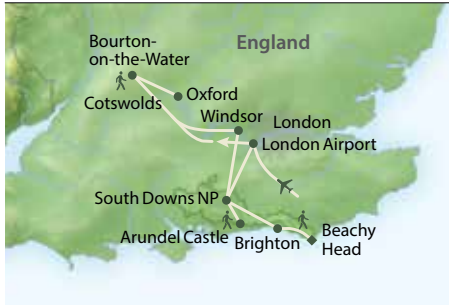 Bourton-
on-the-Water
England
Cotswolds
Oxford
Windsor
London
London Airport
South Downs NP
Arundel Castle
Brighton
Beachy
Head